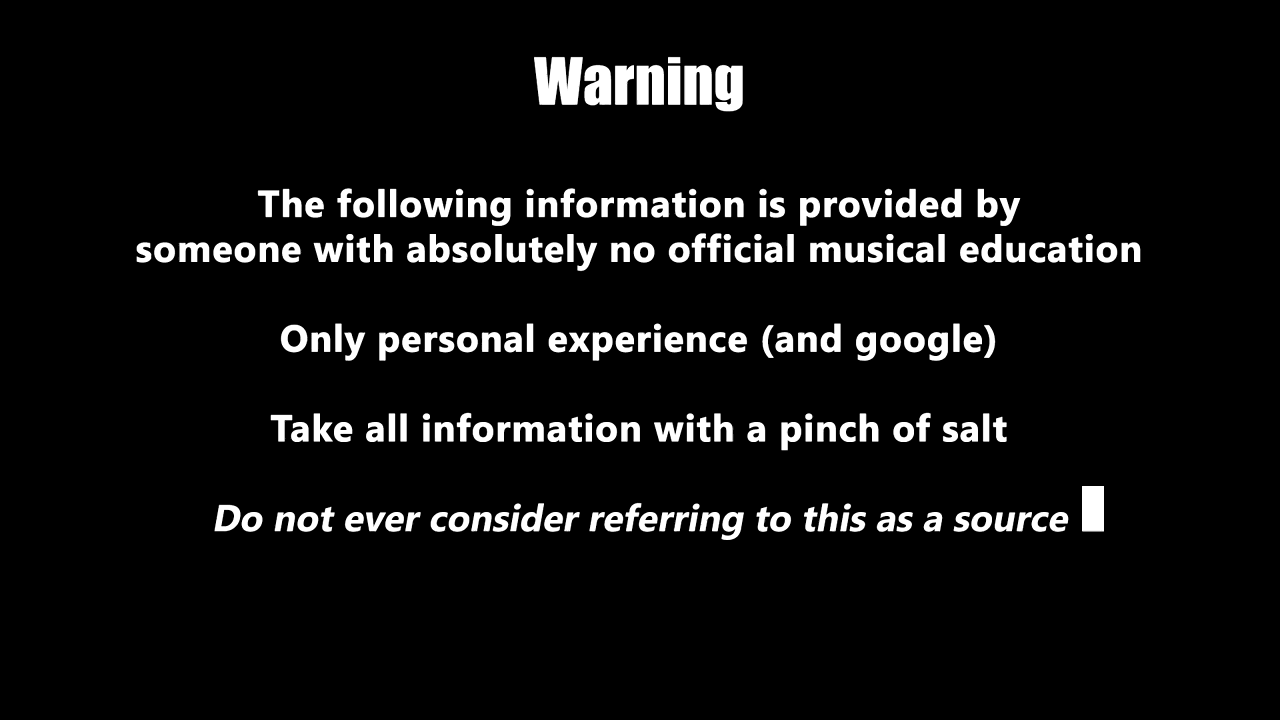 Warning
The following information is provided by
someone with absolutely no official musical education
Only personal experience (and google)
Take all information with a pinch of salt
Do not ever consider referring to this as a source